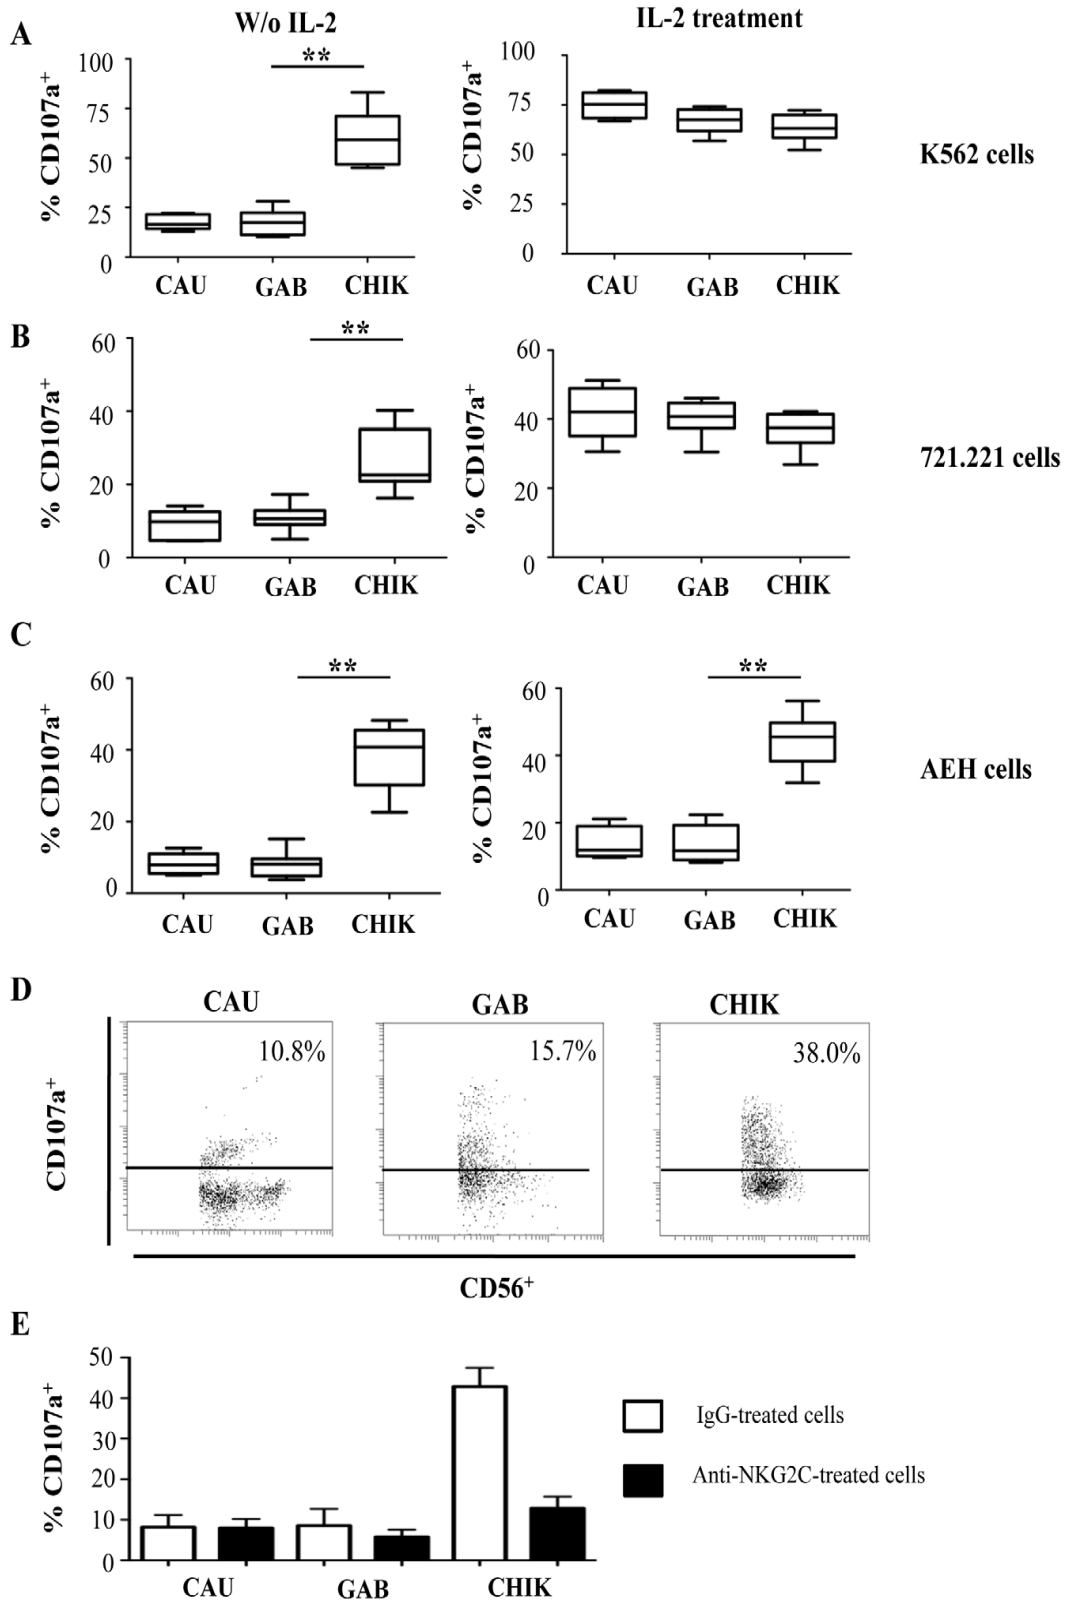 A
W/o IL-2
IL-2 treatment
**
% CD107a+
100
75
50
25
0
CAU
GAB
CHIK
% CD107a+
100
75
50
25
0
CAU
GAB
CHIK
K562 cells
B
**
% CD107a+
60
40
20
0
CAU
GAB
CHIK
% CD107a+
60
40
20
0
CAU
GAB
CHIK
721.221 cells
C
**
% CD107a+
60
40
20
0
CAU
GAB
CHIK
**
% CD107a+
60
40
20
0
CAU
GAB
CHIK
AEH cells
D
CAU
GAB
CHIK
10.8%
15.7%
38.0%
CD107a+
CD56+
E
% CD107a+
50
40
30
20
10
0
CAU
GAB
CHIK
IgG-treated cells
Anti-NKG2C-treated cells